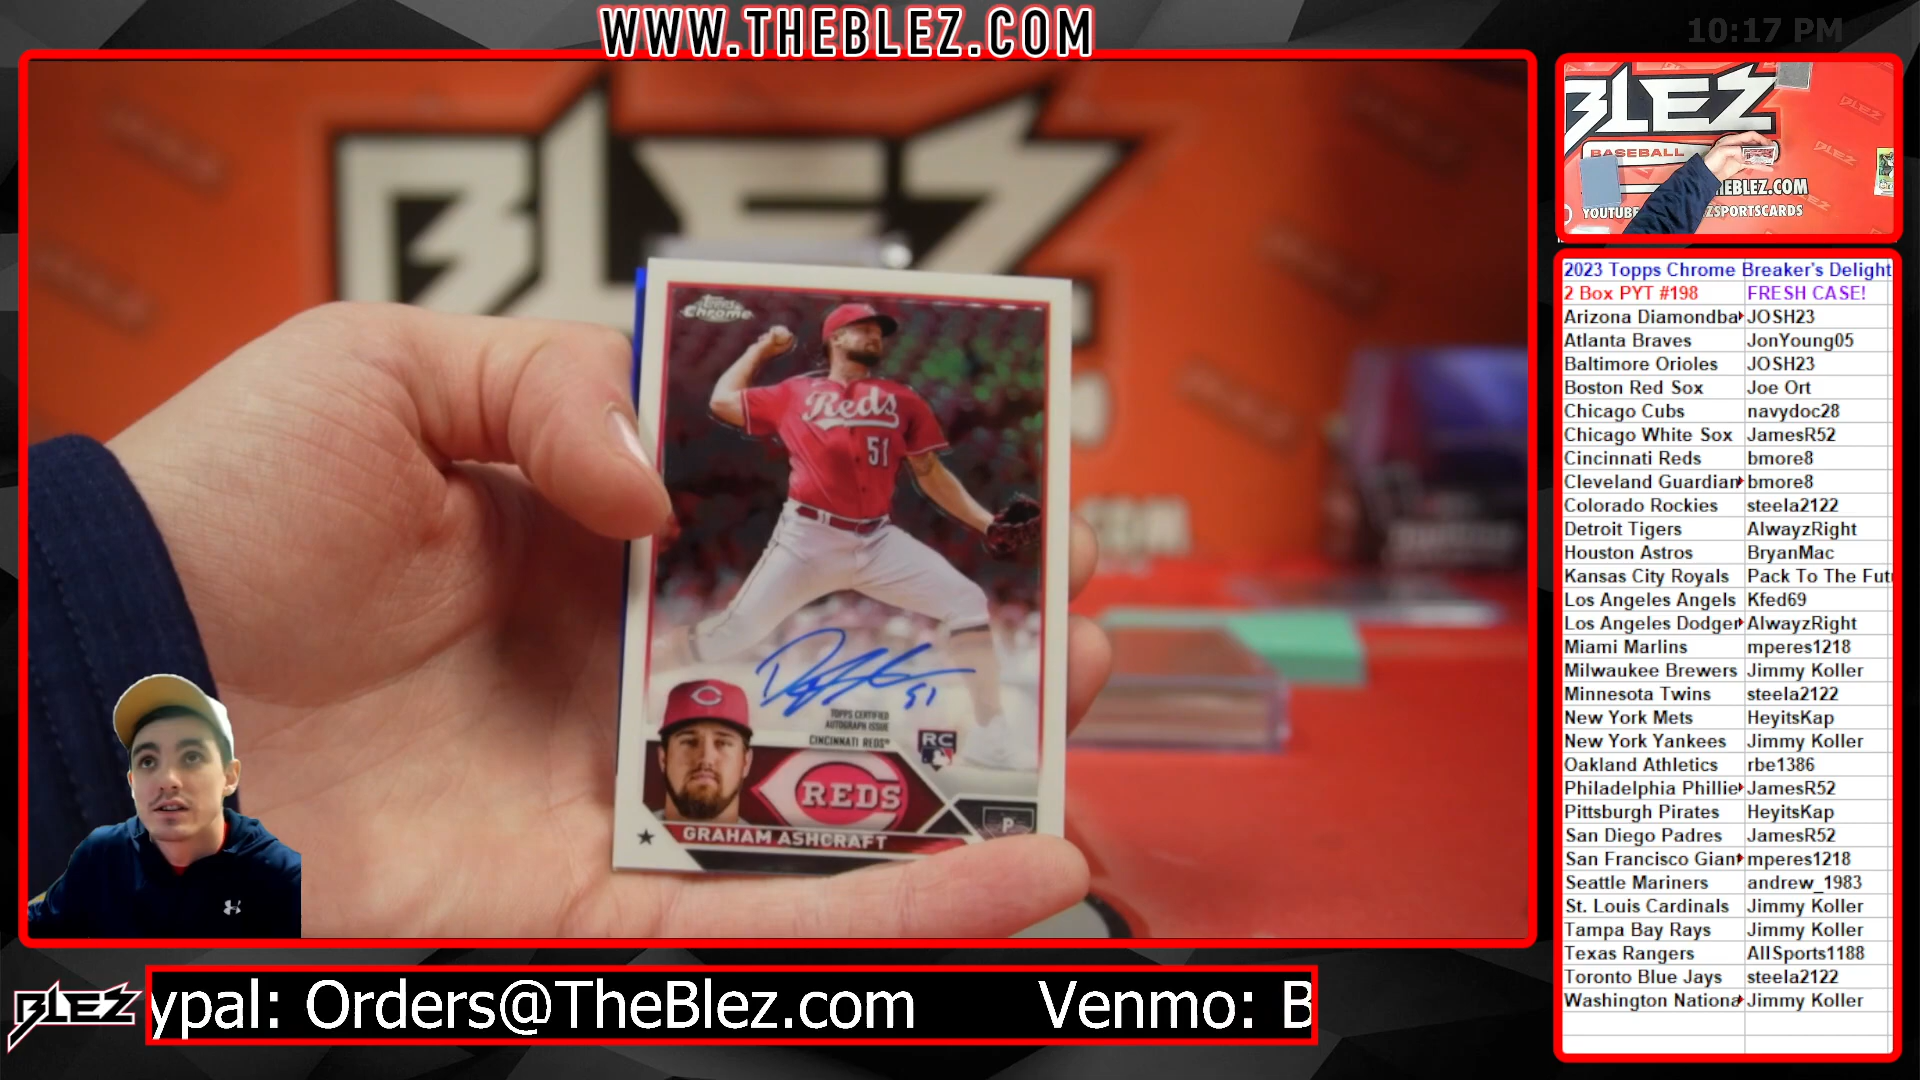 WWW.THEBLEZ.COM
10:17 PM
BLEZ
Topps
Chrome
Reds
51
51
TOPPS CERTIFIED
AUTOGRAPH ISSUE
CINCINNATI REDS®
RC
REDS
P
GRAHAM ASHCRAFT
BLEZ
BASEBALL
BLEZ
BLEZ
YOUTUBE
2023 Topps Chrome Breaker's Delight
2 Box PYT #198 FRESH CASE!
Arizona Diamondba JOSH23
Atlanta Braves JonYoung05
Baltimore Orioles JOSH23
Boston Red Sox Joe Ort
Chicago Cubs navydoc28
Chicago White Sox JamesR52
Cincinnati Reds bmore8
Cleveland Guardian bmore8
Colorado Rockies steela2122
Detroit Tigers AlwayzRight
Houston Astros BryanMac
Kansas City Royals Pack To The Fut
Los Angeles Angels Kfed69
Los Angeles Dodger AlwayzRight
Miami Marlins mperes1218
Milwaukee Brewers Jimmy Koller
Minnesota Twins steela2122
New York Mets HeyitsKap
New York Yankees Jimmy Koller
Oakland Athletics rbe1386
Philadelphia Phillie JamesR52
Pittsburgh Pirates HeyitsKap
San Diego Padres JamesR52
San Francisco Gian mperes1218
Seattle Mariners andrew_1983
St. Louis Cardinals Jimmy Koller
Tampa Bay Rays Jimmy Koller
Texas Rangers AllSports1188
Toronto Blue Jays steela2122
Washington Nationa Jimmy Koller
BLEZ
ypal: Orders@TheBlez.com Venmo: B